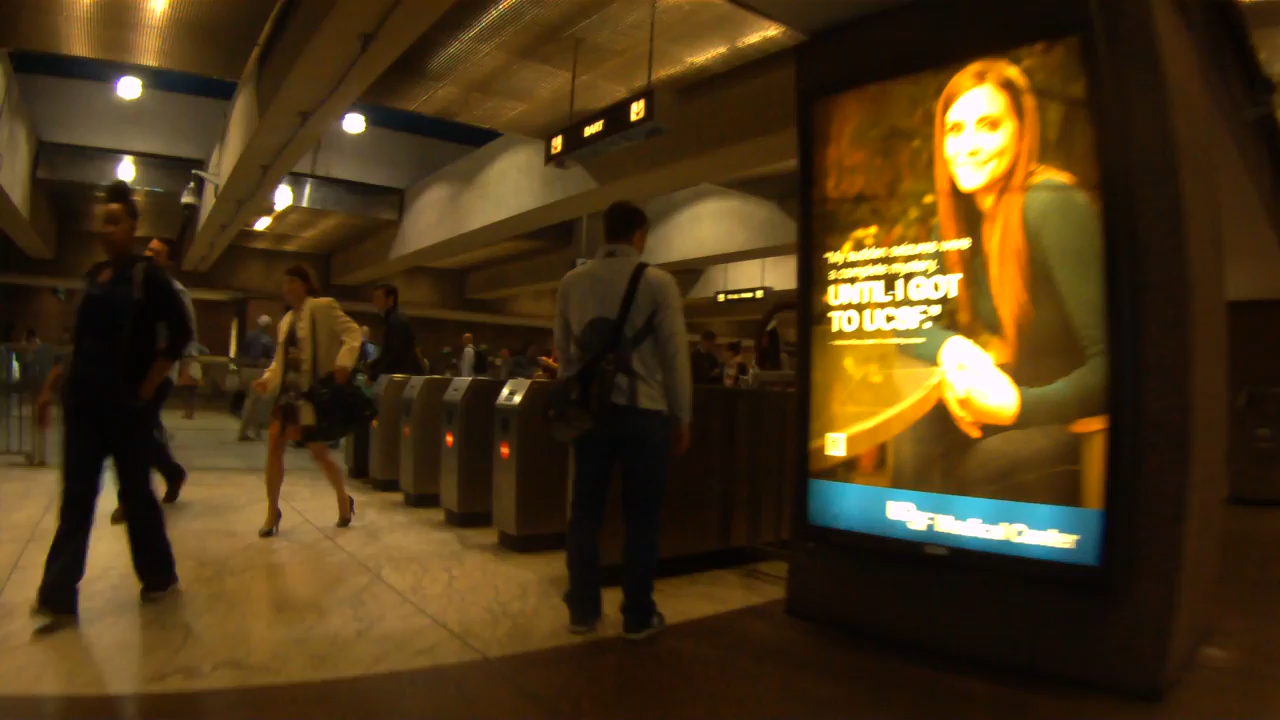 BART
"My sudden seizures were
a complete mystery,
UNTIL I GOT
TO UCSF."
UCSF Medical Center